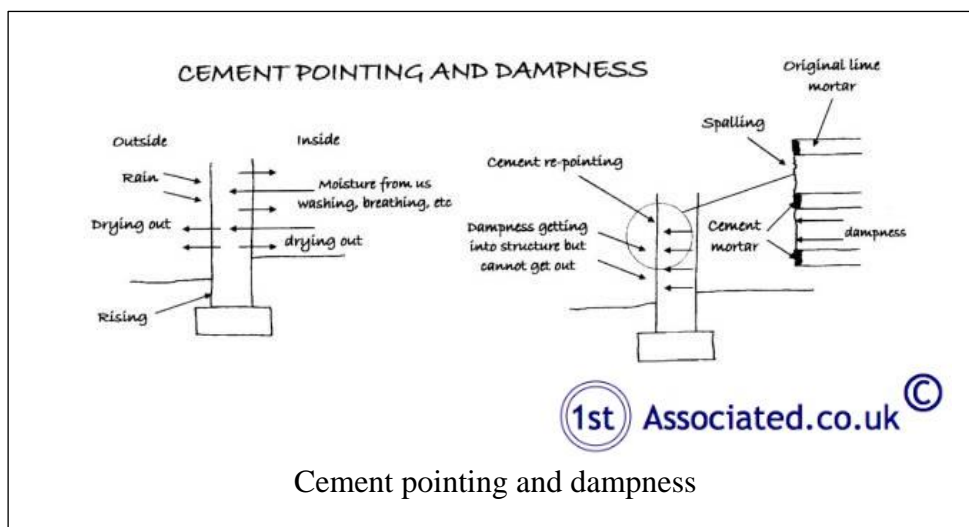 CEMENT POINTING AND DAMPNESS
Outside
Inside
Rain
Moisture from us
washing, breathing, etc
Drying out
drying out
Rising
Cement re-pointing
Dampness getting
into structure but
cannot get out
Original lime
mortar
Spalling
Cement
mortar
dampness
1st Associated.co.uk ©
Cement pointing and dampness